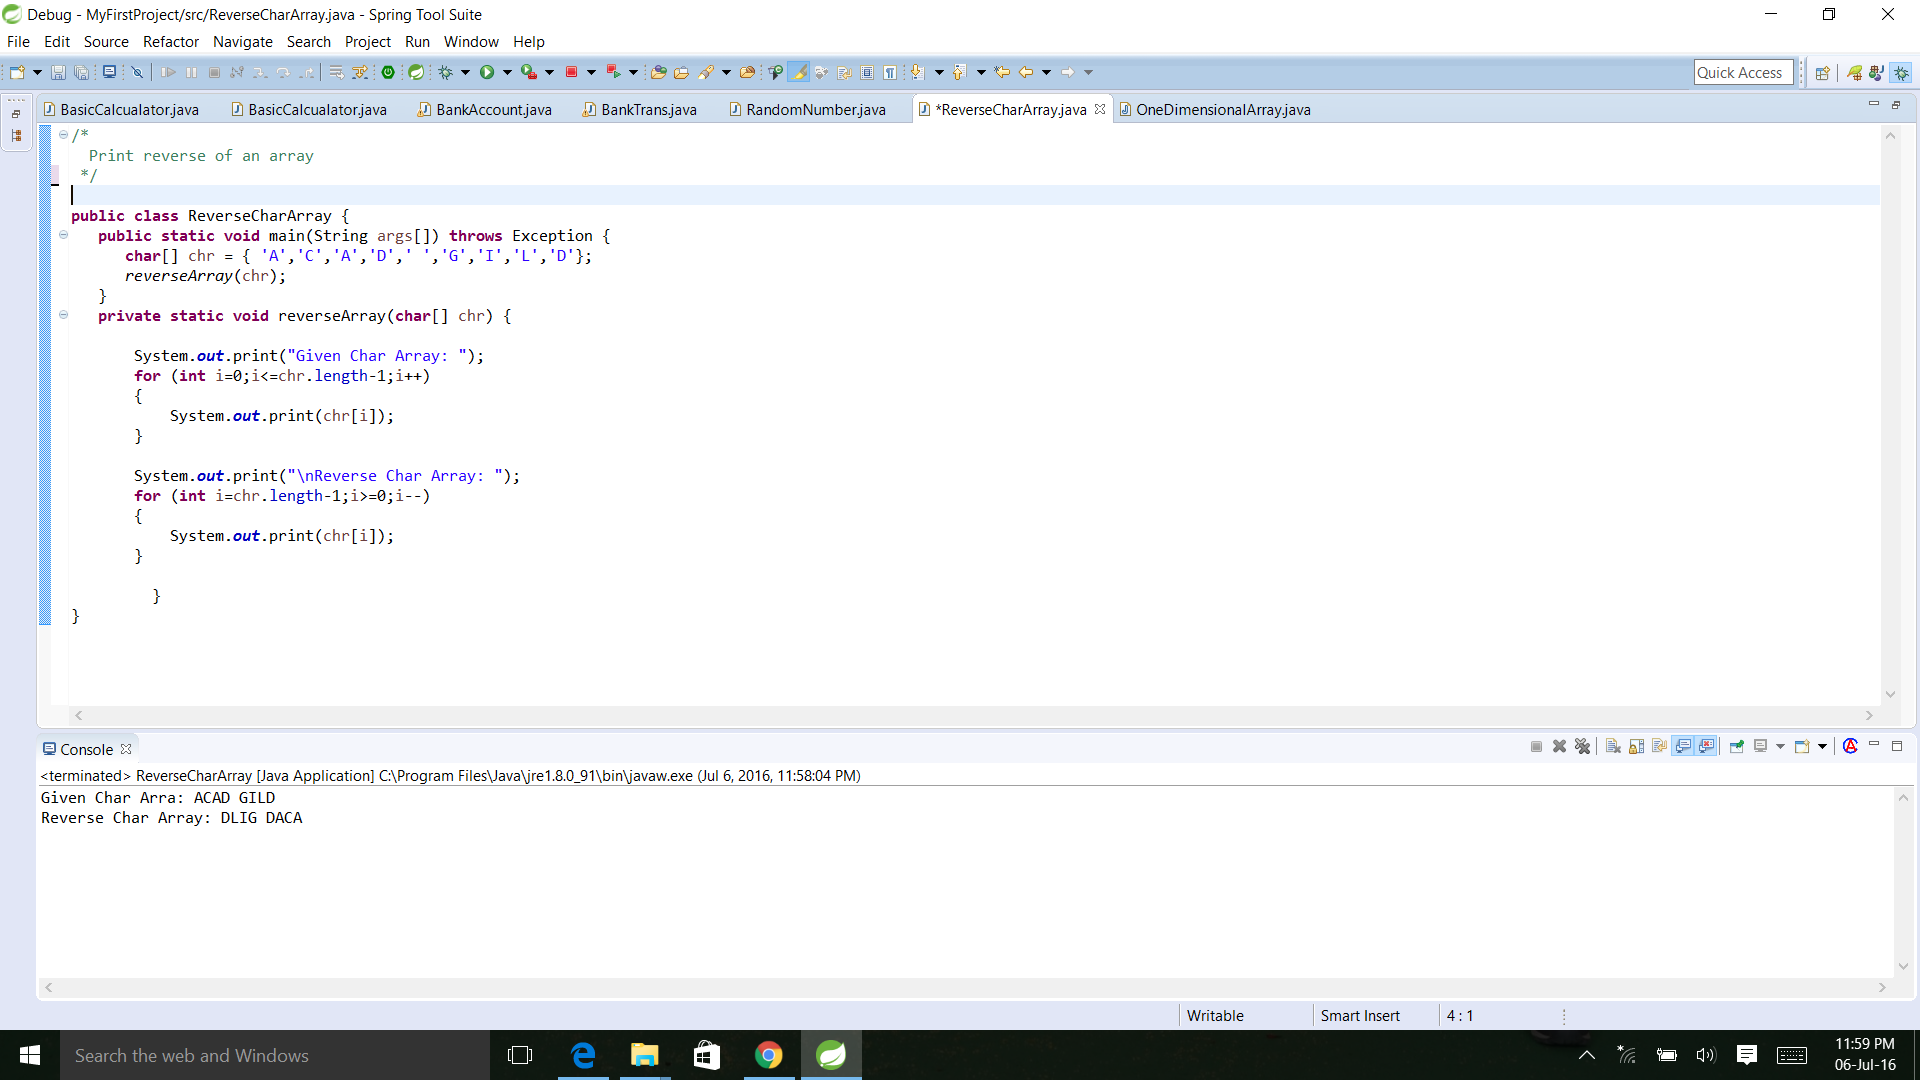 Debug - MyFirstProject/src/ReverseCharArray.java - Spring Tool Suite
File Edit Source Refactor Navigate Search Project Run Window Help
Quick Access
BasicCalcualator.java BasicCalcualator.java BankAccount.java BankTrans.java RandomNumber.java *ReverseCharArray.java OneDimensionalArray.java
/*
  Print reverse of an array
 */
public class ReverseCharArray {
   public static void main(String args[]) throws Exception {
      char[] chr = { 'A','C','A','D',' ','G','I','L','D'};
      reverseArray(chr);
   }
   private static void reverseArray(char[] chr) {
       System.out.print("Given Char Array: ");
       for (int i=0;i<=chr.length-1;i++)
       {
           System.out.print(chr[i]);
       }
       System.out.print("\nReverse Char Array: ");
       for (int i=chr.length-1;i>=0;i--)
       {
           System.out.print(chr[i]);
       }
         }
}
Console
<terminated> ReverseCharArray [Java Application] C:\Program Files\Java\jre1.8.0_91\bin\javaw.exe (Jul 6, 2016, 11:58:04 PM)
Given Char Arra: ACAD GILD
Reverse Char Array: DLIG DACA
Writable Smart Insert 4 : 1
Search the web and Windows
11:59 PM
06-Jul-16